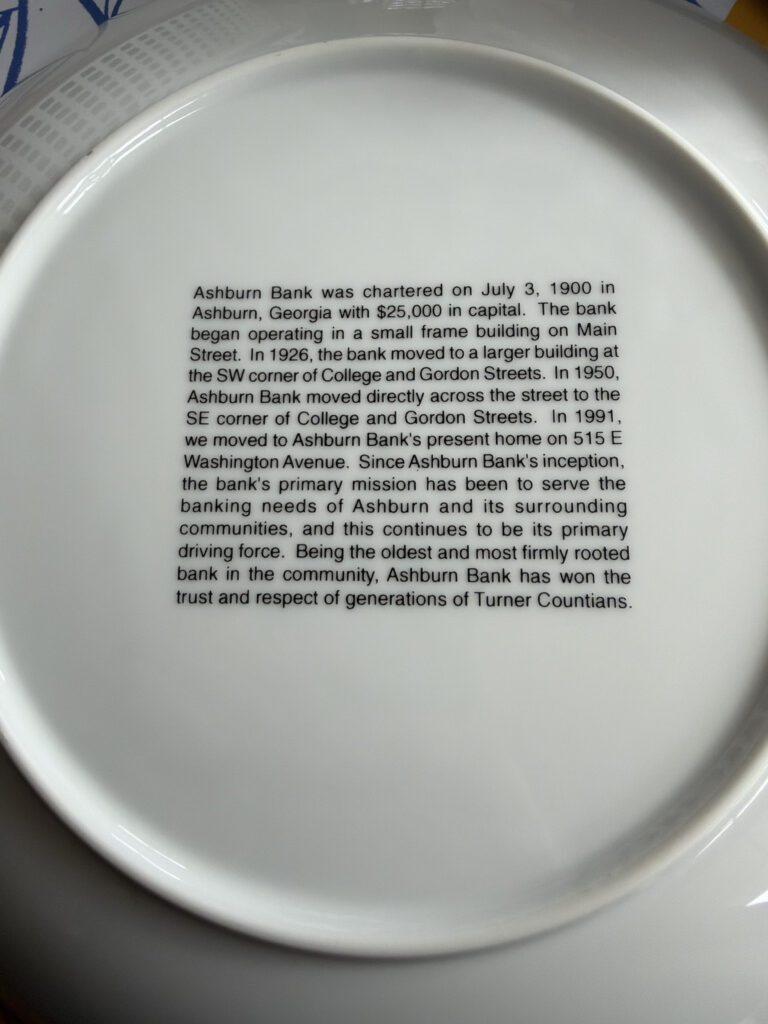 Ashburn Bank was chartered on July 3, 1900 in
Ashburn, Georgia with $25,000 in capital. The bank
began operating in a small frame building on Main
Street. In 1926, the bank moved to a larger building at
the SW corner of College and Gordon Streets. In 1950,
Ashburn Bank moved directly across the street to the
SE corner of College and Gordon Streets. In 1991,
we moved to Ashburn Bank's present home on 515 E
Washington Avenue. Since Ashburn Bank's inception,
the bank's primary mission has been to serve the
banking needs of Ashburn and its surrounding
communities, and this continues to be its primary
driving force. Being the oldest and most firmly rooted
bank in the community, Ashburn Bank has won the
trust and respect of generations of Turner Countians.